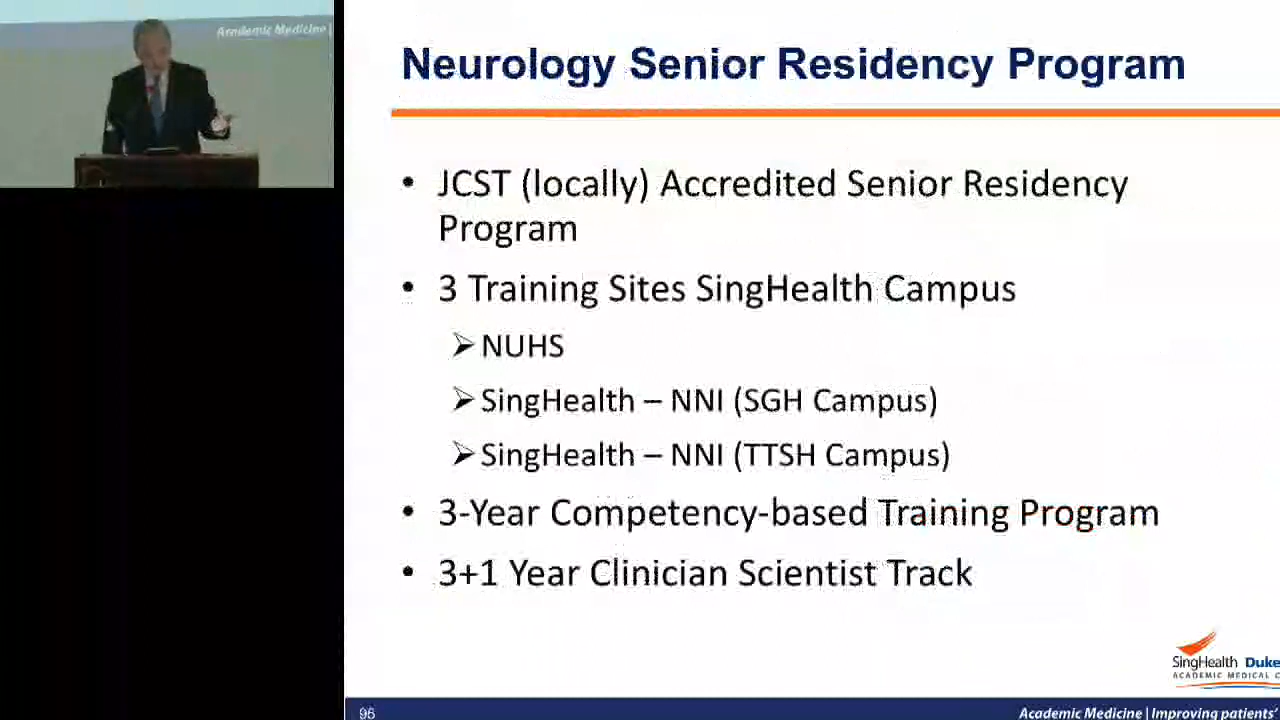 Academic Medicine |
Neurology Senior Residency Program
• JCST (locally) Accredited Senior Residency
Program
• 3 Training Sites SingHealth Campus
➢ NUHS
➢ SingHealth – NNI (SGH Campus)
➢ SingHealth – NNI (TTSH Campus)
• 3-Year Competency-based Training Program
• 3+1 Year Clinician Scientist Track
SingHealth Duke
ACADEMIC MEDICAL C
95 Academic Medicine | Improving patients'